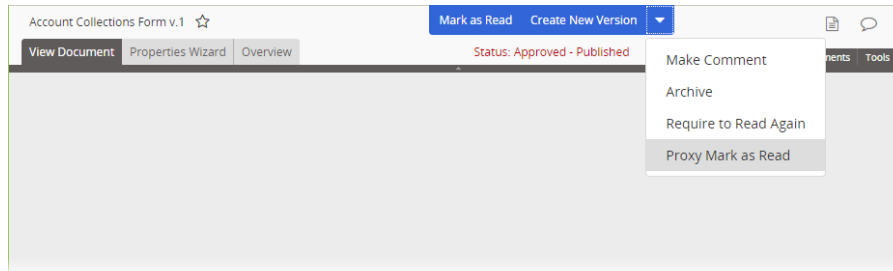 Account Collections Form v.1
Mark as Read Create New Version
View Document Properties Wizard Overview
Status: Approved - Published
Tools
Make Comment
Archive
Require to Read Again
Proxy Mark as Read